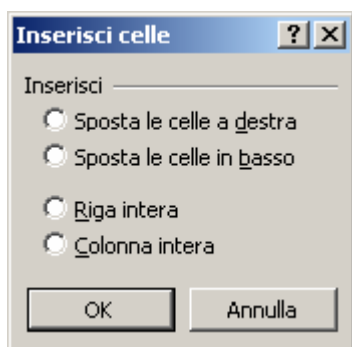 Inserisci celle
Inserisci
Sposta le celle a destra
Sposta le celle in basso
Riga intera
Colonna intera
OK
Annulla